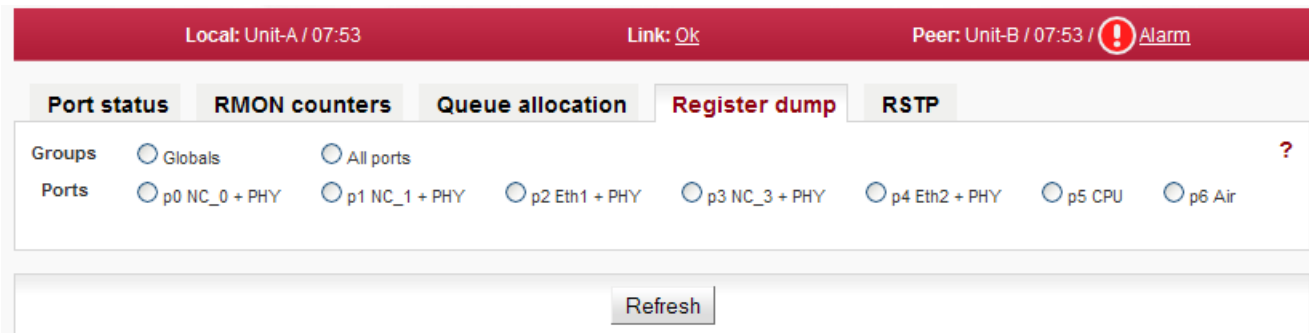 Local: Unit-A / 07:53 Link: Ok Peer: Unit-B / 07:53 / Alarm
Port status RMON counters Queue allocation Register dump RSTP
Groups Globals All ports ?
Ports p0 NC_0 + PHY p1 NC_1 + PHY p2 Eth1 + PHY p3 NC_3 + PHY p4 Eth2 + PHY p5 CPU p6 Air
Refresh